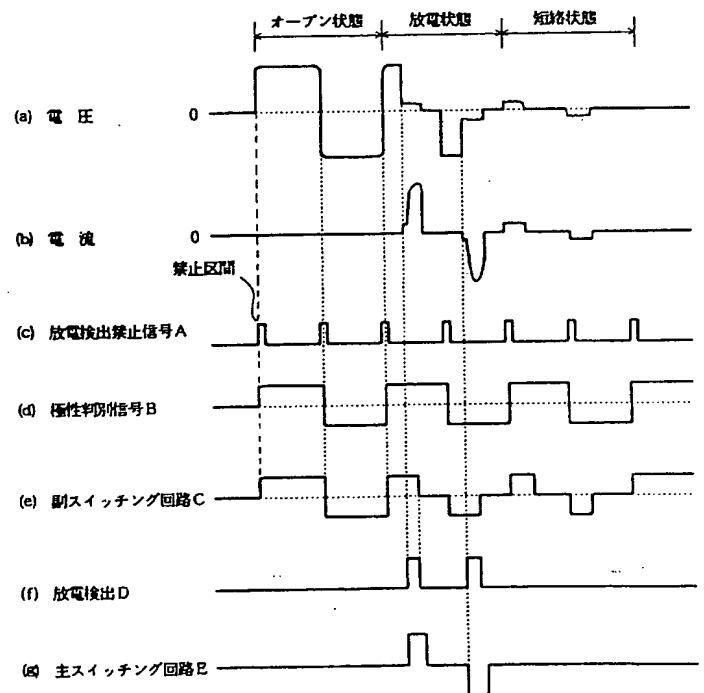 オープン状態 放電状態 短絡状態
(a) 電 圧 0
(b) 電 流 0
禁止区間
(c) 放電検出禁止信号A
(d) 極性判別信号B
(e) 副スイッチング回路C
(f) 放電検出D
(g) 主スイッチング回路E